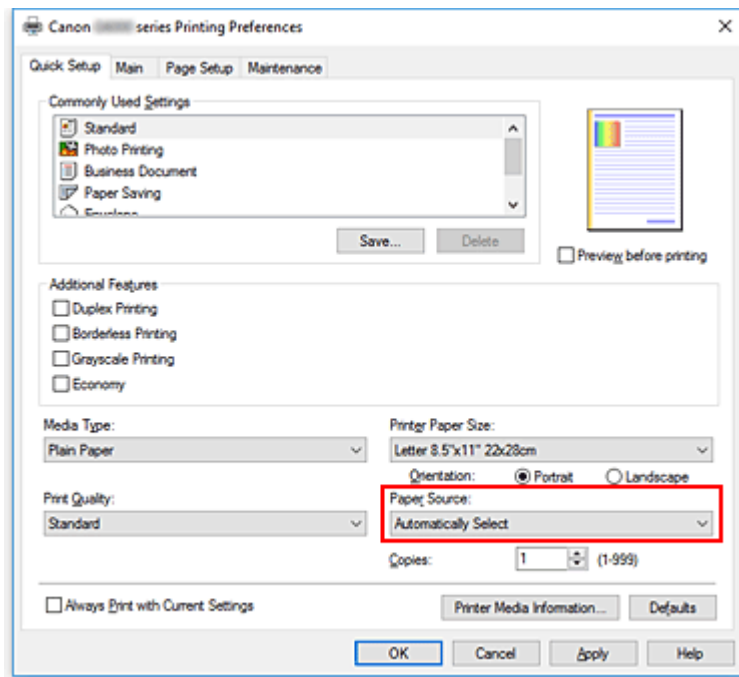 Canon series Printing Preferences
Quick Setup Main Page Setup Maintenance
Commonly Used Settings
Standard
Photo Printing
Business Document
Paper Saving
Envelope
Save... Delete
Preview before printing
Additional Features
Duplex Printing
Borderless Printing
Grayscale Printing
Economy
Media Type: Printer Paper Size:
Plain Paper Letter 8.5"x11" 22x28cm
Orientation: Portrait Landscape
Print Quality: Paper Source:
Standard Automatically Select
Copies: 1 (1-999)
Always Print with Current Settings Printer Media Information... Defaults
OK Cancel Apply Help